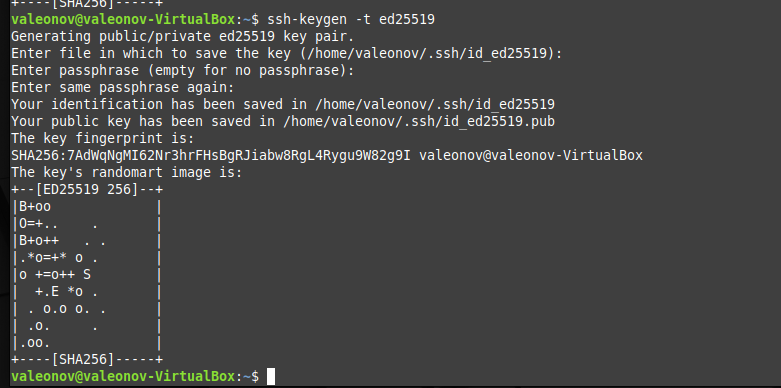 +----[SHA256]-----+
valeonov@valeonov-VirtualBox:~$ ssh-keygen -t ed25519
Generating public/private ed25519 key pair.
Enter file in which to save the key (/home/valeonov/.ssh/id_ed25519):
Enter passphrase (empty for no passphrase):
Enter same passphrase again:
Your identification has been saved in /home/valeonov/.ssh/id_ed25519
Your public key has been saved in /home/valeonov/.ssh/id_ed25519.pub
The key fingerprint is:
SHA256:7AdWqNgMI62Nr3hrFHsBgRJiabw8RgL4Rygu9W82g9I valeonov@valeonov-VirtualBox
The key's randomart image is:
+--[ED25519 256]--+
|B+oo             |
|O=+..    .       |
|B+o++   . .      |
|.*o=+* o .       |
|o +=o++ S        |
|  +.E *o .       |
| . o.o o. .      |
| .o.     .       |
|.oo.             |
+----[SHA256]-----+
valeonov@valeonov-VirtualBox:~$